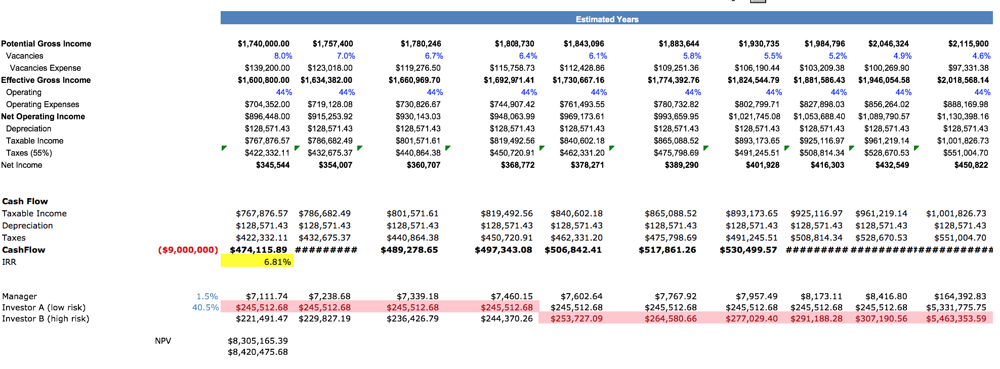 Estimated Years
Potential Gross Income $1,740,000.00 $1,757,400 $1,780,246 $1,808,730 $1,843,096 $1,883,644 $1,930,735 $1,984,796 $2,046,324 $2,115,900
Vacancies 8.0% 7.0% 6.7% 6.4% 6.1% 5.8% 5.5% 5.2% 4.9% 4.6%
Vacancies Expense $139,200.00 $123,018.00 $119,276.50 $115,758.73 $112,428.86 $109,251.36 $106,190.44 $103,209.38 $100,269.90 $97,331.38
Effective Gross Income $1,600,800.00 $1,634,382.00 $1,660,969.70 $1,692,971.41 $1,730,667.16 $1,774,392.76 $1,824,544.79 $1,881,586.43 $1,946,054.58 $2,018,568.14
Operating 44% 44% 44% 44% 44% 44% 44% 44% 44% 44%
Operating Expenses $704,352.00 $719,128.08 $730,826.67 $744,907.42 $761,493.55 $780,732.82 $802,799.71 $827,898.03 $856,264.02 $888,169.98
Net Operating Income $896,448.00 $915,253.92 $930,143.03 $948,063.99 $969,173.61 $993,659.95 $1,021,745.08 $1,053,688.40 $1,089,790.57 $1,130,398.16
Depreciation $128,571.43 $128,571.43 $128,571.43 $128,571.43 $128,571.43 $128,571.43 $128,571.43 $128,571.43 $128,571.43 $128,571.43
Taxable Income $767,876.57 $786,682.49 $801,571.61 $819,492.56 $840,602.18 $865,088.52 $893,173.65 $925,116.97 $961,219.14 $1,001,826.73
Taxes (55%) $422,332.11 $432,675.37 $440,864.38 $450,720.91 $462,331.20 $475,798.69 $491,245.51 $508,814.34 $528,670.53 $551,004.70
Net Income $345,544 $354,007 $360,707 $368,772 $378,271 $389,290 $401,928 $416,303 $432,549 $450,822
Cash Flow
Taxable Income $767,876.57 $786,682.49 $801,571.61 $819,492.56 $840,602.18 $865,088.52 $893,173.65 $925,116.97 $961,219.14 $1,001,826.73
Depreciation $128,571.43 $128,571.43 $128,571.43 $128,571.43 $128,571.43 $128,571.43 $128,571.43 $128,571.43 $128,571.43 $128,571.43
Taxes $422,332.11 $432,675.37 $440,864.38 $450,720.91 $462,331.20 $475,798.69 $491,245.51 $508,814.34 $528,670.53 $551,004.70
CashFlow ($9,000,000) $474,115.89 ######### $489,278.65 $497,343.08 $506,842.41 $517,861.26 $530,499.57 ######### ######### ###########
IRR 6.81%
Manager 1.5% $7,111.74 $7,238.68 $7,339.18 $7,460.15 $7,602.64 $7,767.92 $7,957.49 $8,173.11 $8,416.80 $164,392.83
Investor A (low risk) 40.5% $245,512.68 $245,512.68 $245,512.68 $245,512.68 $245,512.68 $245,512.68 $245,512.68 $245,512.68 $245,512.68 $5,331,775.75
Investor B (high risk) $221,491.47 $229,827.19 $236,426.79 $244,370.26 $253,727.09 $264,580.66 $277,029.40 $291,188.28 $307,190.56 $5,463,353.59
NPV $8,305,165.39
$8,420,475.68